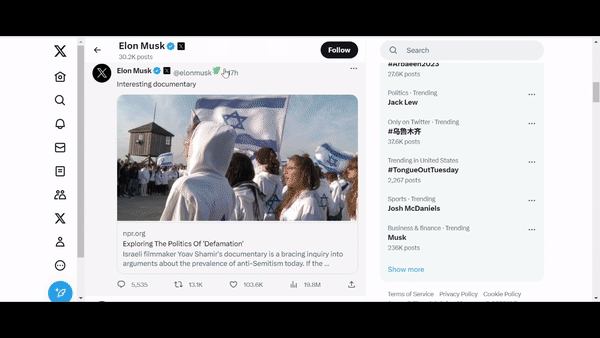 Elon Musk
30.2K posts
Follow
Elon Musk @elonmusk 17h
Interesting documentary
npr.org
Exploring The Politics Of 'Defamation'
Israeli filmmaker Yoav Shamir's documentary is a bracing inquiry into
arguments about the prevalence of anti-Semitism today. If the ...
5,535 13.1K 103.6K 19.8M
Search
#Arbaeen2023
27.6K posts
Politics · Trending
Jack Lew
Only on Twitter · Trending
#乌鲁木齐
37.6K posts
Trending in United States
#TongueOutTuesday
2,267 posts
Sports · Trending
Josh McDaniels
Business & finance · Trending
Musk
236K posts
Show more
Terms of Service Privacy Policy Cookie Policy